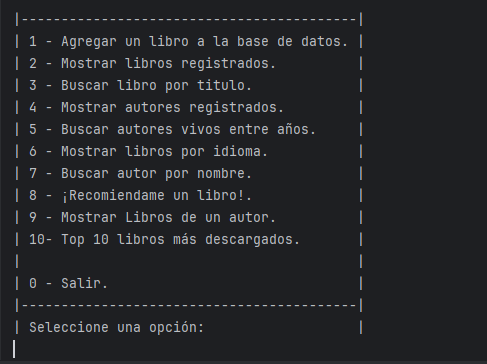 |------------------------------------------|
| 1 - Agregar un libro a la base de datos. |
| 2 - Mostrar libros registrados.          |
| 3 - Buscar libro por titulo.             |
| 4 - Mostrar autores registrados.         |
| 5 - Buscar autores vivos entre años.     |
| 6 - Mostrar libros por idioma.           |
| 7 - Buscar autor por nombre.             |
| 8 - ¡Recomiendame un libro!.             |
| 9 - Mostrar Libros de un autor.          |
| 10- Top 10 libros más descargados.       |
|                                          |
| 0 - Salir.                               |
|------------------------------------------|
| Seleccione una opción:                   |